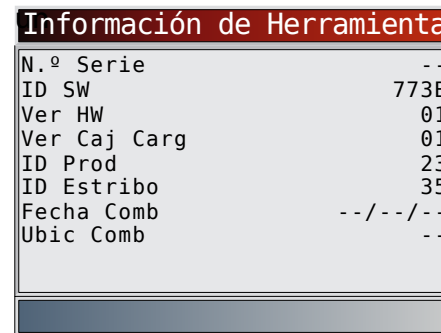 Información de Herramienta
N.º Serie --
ID SW 773E
Ver HW 01
Ver Caj Carg 01
ID Prod 23
ID Estribo 35
Fecha Comb --/--/--
Ubic Comb --